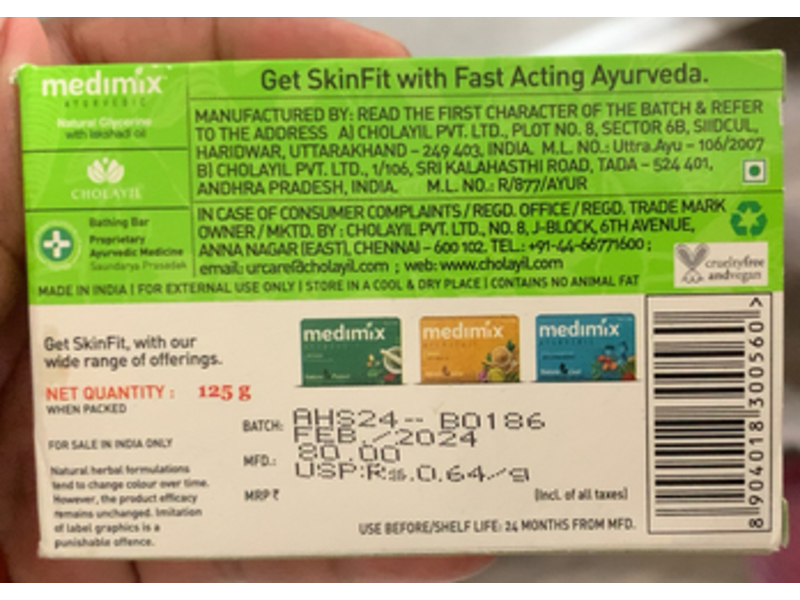 medimix
AYURVEDIC
Natural Glycerine
with lakshadi oil
CHOLAYIL
Bathing Bar
Proprietary
Ayurvedic Medicine
Saundarya Prasadak
Get SkinFit with Fast Acting Ayurveda.
MANUFACTURED BY: READ THE FIRST CHARACTER OF THE BATCH & REFER
TO THE ADDRESS A) CHOLAYIL PVT. LTD., PLOT NO. 8, SECTOR 6B, SIIDCUL,
HARIDWAR, UTTARAKHAND – 249 403, INDIA. M.L. NO.: Uttra.Ayu – 106/2007
B) CHOLAYIL PVT. LTD., 1/106, SRI KALAHASTHI ROAD, TADA – 524 401,
ANDHRA PRADESH, INDIA. M.L. NO.: R/877/AYUR
IN CASE OF CONSUMER COMPLAINTS / REGD. OFFICE / REGD. TRADE MARK
OWNER / MKTD. BY : CHOLAYIL PVT. LTD., NO. 8, J-BLOCK, 6TH AVENUE,
ANNA NAGAR (EAST), CHENNAI – 600 102. TEL.: +91-44-66771600 ;
email: urcare@cholayil.com ; web: www.cholayil.com
crueltyfree
andvegan
MADE IN INDIA | FOR EXTERNAL USE ONLY | STORE IN A COOL & DRY PLACE | CONTAINS NO ANIMAL FAT
Get SkinFit, with our
wide range of offerings.
medimix
medimix
medimix
NET QUANTITY : 125 g
WHEN PACKED
FOR SALE IN INDIA ONLY
Natural herbal formulations
tend to change colour over time.
However, the product efficacy
remains unchanged. Imitation
of label graphics is a
punishable offence.
BATCH: AHS24-- B0186
FEB./2024
MFD.: 80.00
USP:Rs.0.64/g
MRP ₹ (Incl. of all taxes)
USE BEFORE/SHELF LIFE: 24 MONTHS FROM MFD.
8 904018 300560 >